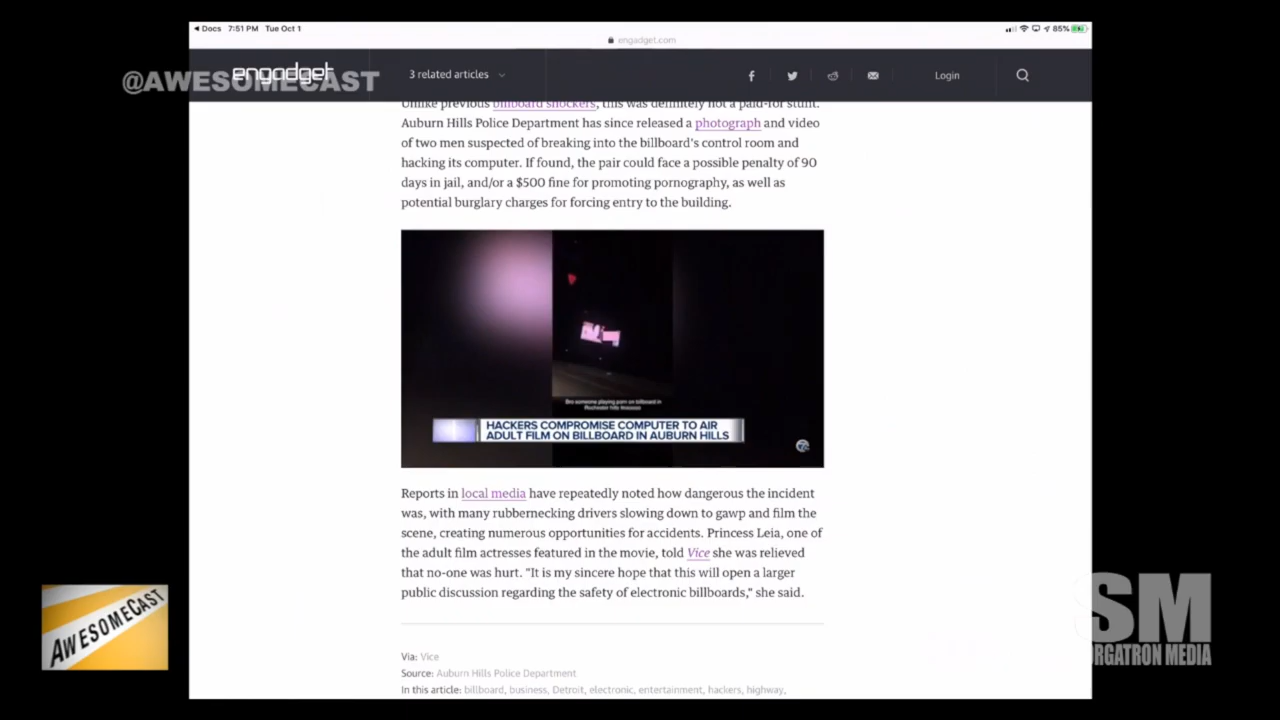 Docs 7:51 PM Tue Oct 1
85%
engadget.com
@AWESOMECAST
engadget
3 related articles
Login
Unlike previous billboard shockers, this was definitely not a paid-for stunt.
Auburn Hills Police Department has since released a photograph and video
of two men suspected of breaking into the billboard's control room and
hacking its computer. If found, the pair could face a possible penalty of 90
days in jail, and/or a $500 fine for promoting pornography, as well as
potential burglary charges for forcing entry to the building.
Bro someone playing porn on billboard in
HACKERS COMPROMISE COMPUTER TO AIR
ADULT FILM ON BILLBOARD IN AUBURN HILLS
Reports in local media have repeatedly noted how dangerous the incident
was, with many rubbernecking drivers slowing down to gawp and film the
scene, creating numerous opportunities for accidents. Princess Leia, one of
the adult film actresses featured in the movie, told Vice she was relieved
that no-one was hurt. "It is my sincere hope that this will open a larger
public discussion regarding the safety of electronic billboards," she said.
AWESOMECAST
SM
ORGATRON MEDIA
Via: Vice
Source: Auburn Hills Police Department
In this article: billboard, business, Detroit, electronic, entertainment, hackers, highway,